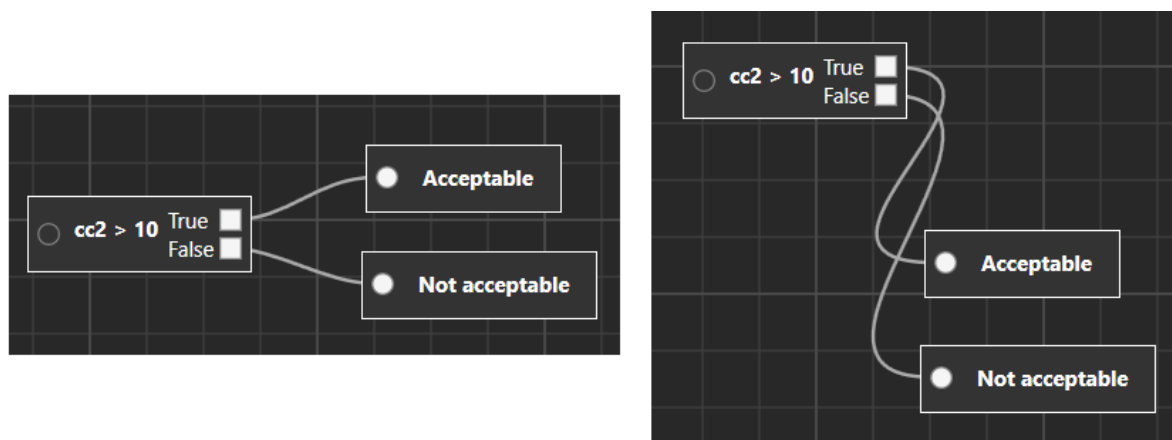 cc2 > 10
True
False
Acceptable
Not acceptable
cc2 > 10
True
False
Acceptable
Not acceptable